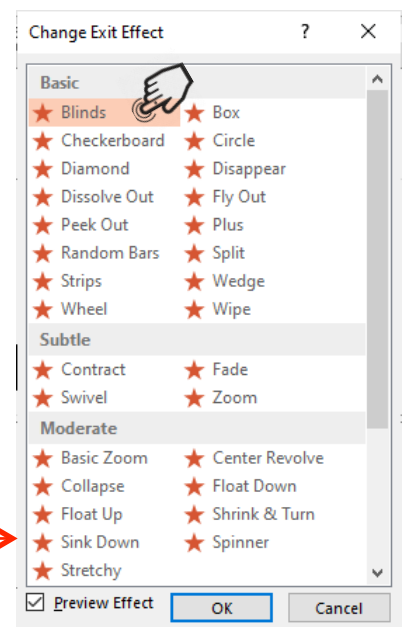 Change Exit Effect ? ×
Basic
Blinds Box
Checkerboard Circle
Diamond Disappear
Dissolve Out Fly Out
Peek Out Plus
Random Bars Split
Strips Wedge
Wheel Wipe
Subtle
Contract Fade
Swivel Zoom
Moderate
Basic Zoom Center Revolve
Collapse Float Down
Float Up Shrink & Turn
Sink Down Spinner
Stretchy
Preview Effect OK Cancel